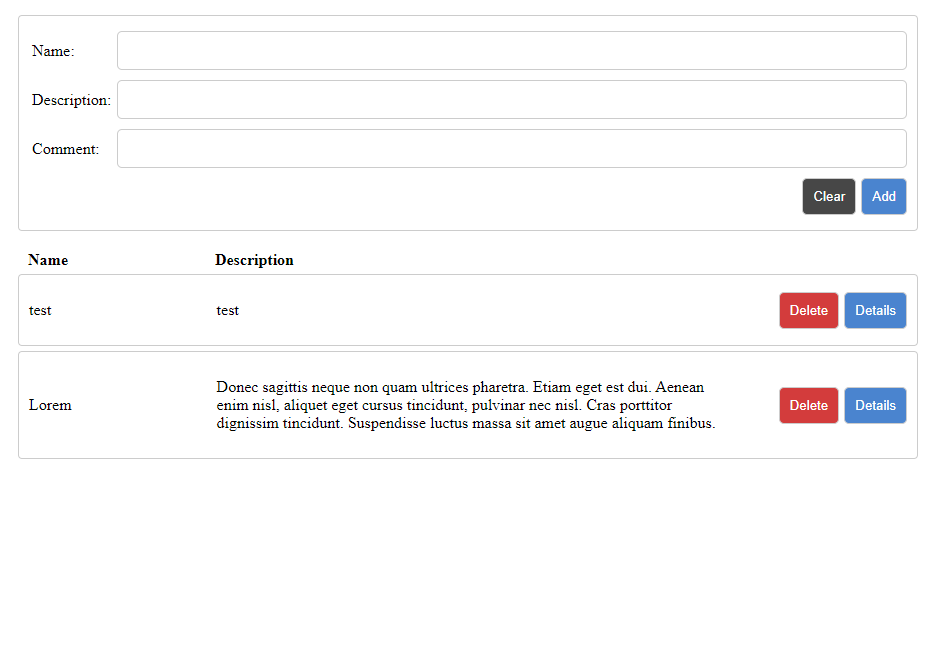 Name:
Description:
Comment:
Clear Add
Name Description
test test Delete Details
Donec sagittis neque non quam ultrices pharetra. Etiam eget est dui. Aenean
Lorem enim nisl, aliquet eget cursus tincidunt, pulvinar nec nisl. Cras porttitor Delete Details
dignissim tincidunt. Suspendisse luctus massa sit amet augue aliquam finibus.